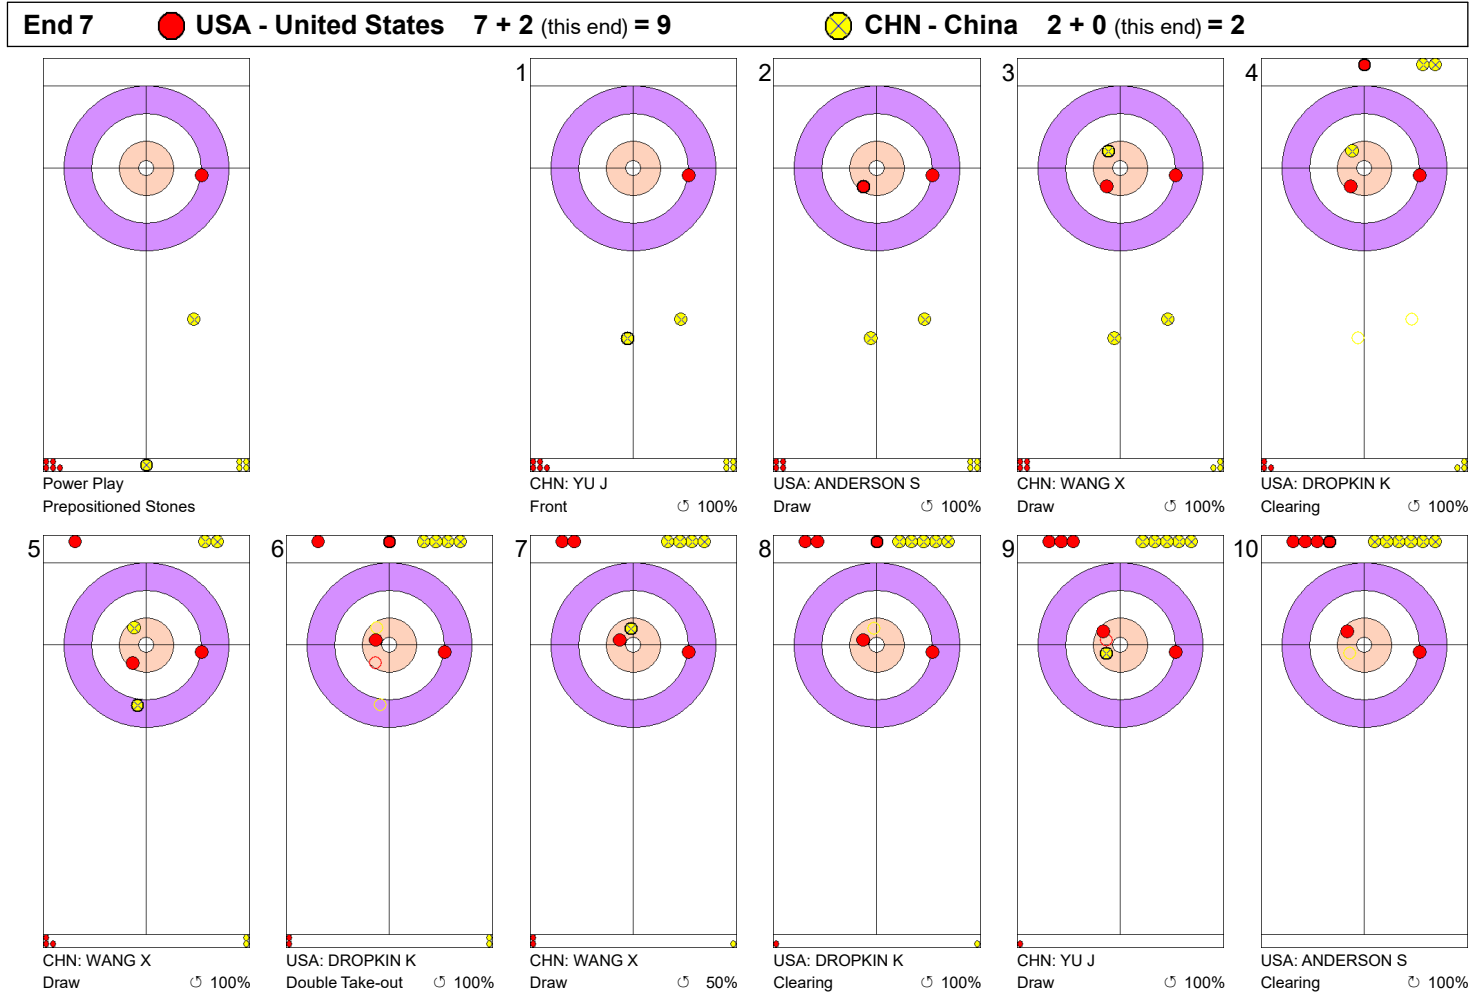 End 7 USA - United States 7 + 2 (this end) = 9 CHN - China 2 + 0 (this end) = 2
1 2 3 4
Power Play CHN: YU J USA: ANDERSON S CHN: WANG X USA: DROPKIN K
Prepositioned Stones Front ↺ 100% Draw ↺ 100% Draw ↺ 100% Clearing ↺ 100%
5 6 7 8 9 10
CHN: WANG X USA: DROPKIN K CHN: WANG X USA: DROPKIN K CHN: YU J USA: ANDERSON S
Draw ↺ 100% Double Take-out ↺ 100% Draw ↺ 50% Clearing ↺ 100% Draw ↺ 100% Clearing ↻ 100%